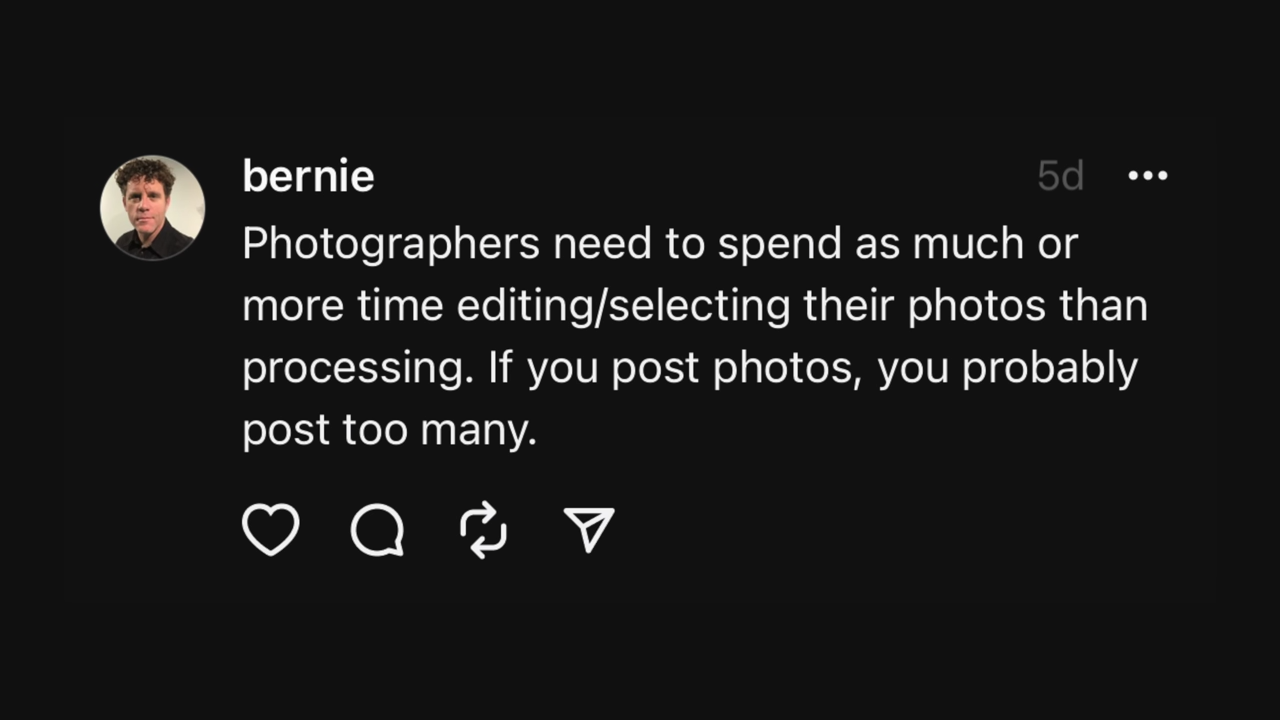 bernie
5d
Photographers need to spend as much or
more time editing/selecting their photos than
processing. If you post photos, you probably
post too many.